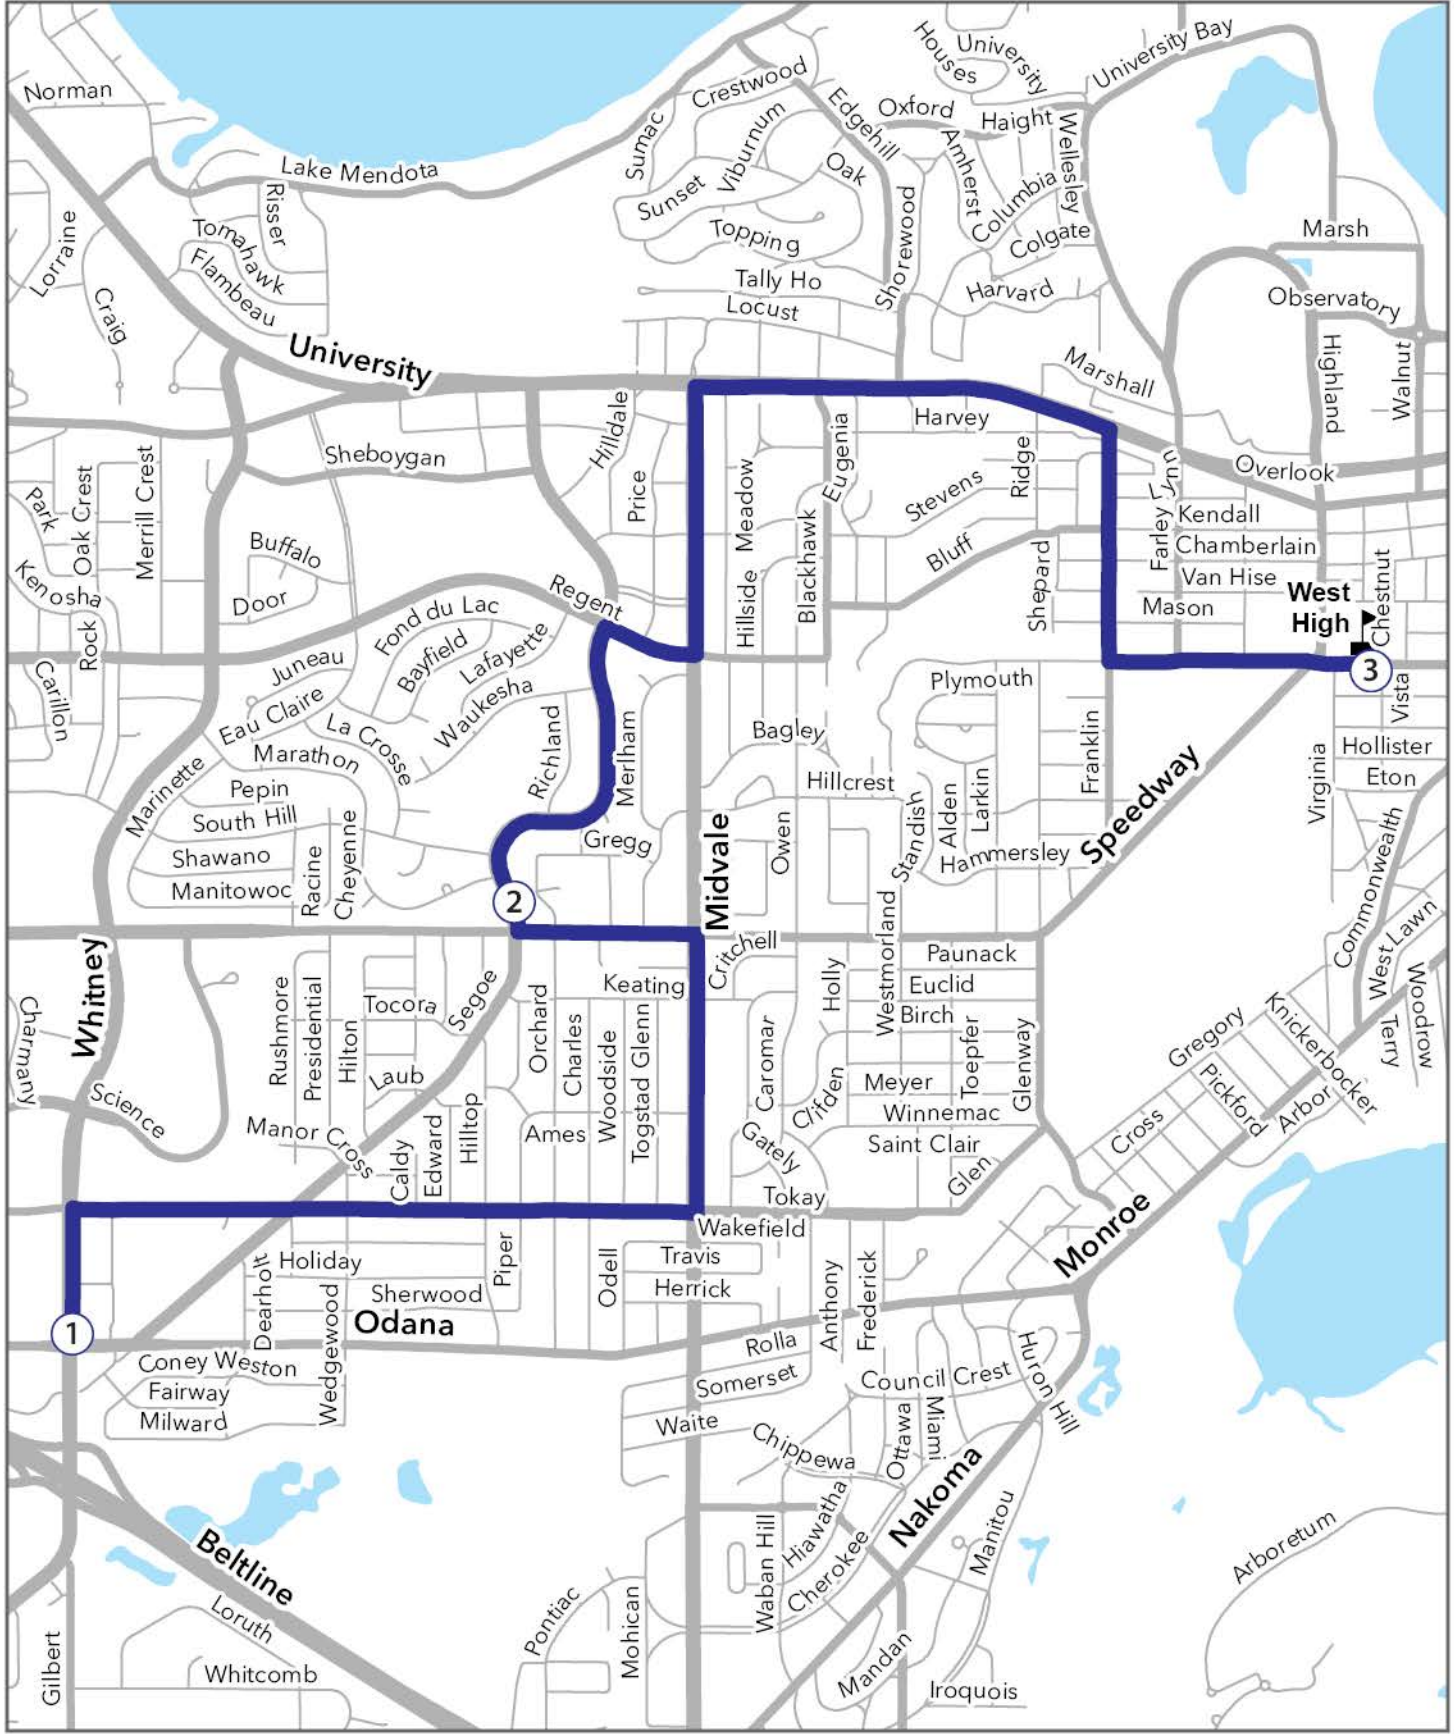 Norman
Lake Mendota
Risser
Tomahawk
Flambeau
Lorraine
Craig
University
Sumac
Crestwood
Viburnum
Sunset
Edgehill
Oak
Topping
Tally Ho
Locust
Shorewood
Oxford
Amherst
Haight
Columbia
Colgate
Harvard
Wellesley
University
Houses
University Bay
Marsh
Observatory
Highland
Walnut
Marshall
Harvey
Overlook
Sheboygan
Hilldale
Price
Meadow
Eugenia
Stevens
Ridge
Bluff
Blackhawk
Hillside
Shepard
Farley
Lynn
Kendall
Chamberlain
Van Hise
Mason
West
High
Chestnut
3
Park
Oak Crest
Merrill Crest
Kenosha
Rock
Carillon
Buffalo
Door
Regent
Fond du Lac
Bayfield
Lafayette
Waukesha
Juneau
Eau Claire
La Crosse
Marathon
Marinette
Pepin
South Hill
Shawano
Manitowoc
Racine
Cheyenne
Richland
Merlham
Gregg
2
Midvale
Bagley
Hillcrest
Owen
Standish
Alden
Larkin
Hammersley
Plymouth
Franklin
Speedway
Vista
Hollister
Eton
Virginia
Commonwealth
West Lawn
Woodrow
Terry
Knickerbocker
Gregory
Pickford
Arbor
Cross
Whitney
Charmany
Science
Rushmore
Presidential
Hilton
Tocora
Segoe
Laub
Manor Cross
Caldy
Edward
Hilltop
Orchard
Charles
Woodside
Togstad Glenn
Keating
Ames
Critchell
Holly
Westmorland
Paunack
Euclid
Birch
Toepfer
Glenway
Caromar
Clifden
Meyer
Winnemac
Saint Clair
Gately
Glen
Tokay
Wakefield
Travis
Herrick
Odell
Piper
Holiday
Sherwood
Dearholt
Wedgewood
Odana
1
Coney Weston
Fairway
Milward
Anthony
Frederick
Monroe
Rolla
Somerset
Waite
Council Crest
Huron Hill
Ottawa
Miami
Chippewa
Nakoma
Manitou
Hiawatha
Cherokee
Waban Hill
Mandan
Iroquois
Arboretum
Beltline
Loruth
Whitcomb
Gilbert
Pontiac
Mohican